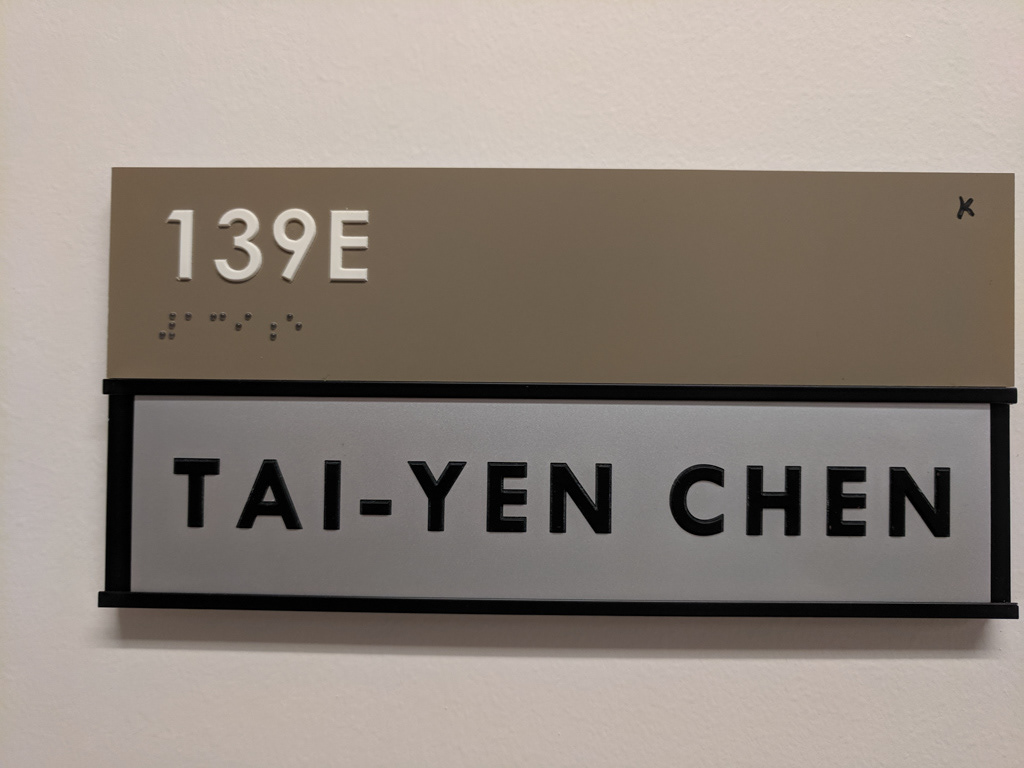 139E
⠼⠁⠉⠊⠰⠑
TAI-YEN CHEN